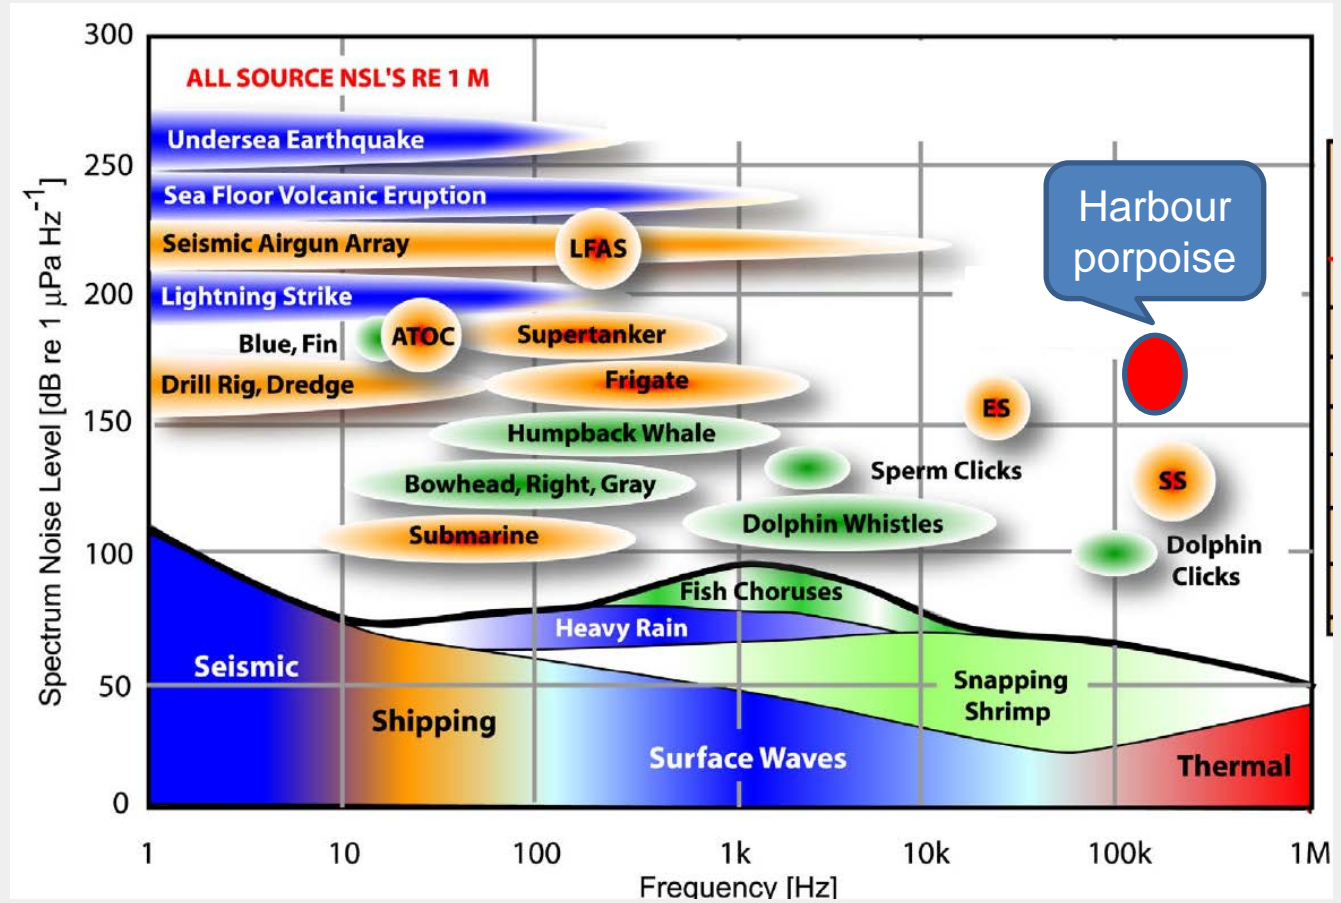 300
250
200
150
100
50
0
Spectrum Noise Level [dB re 1 μPa Hz⁻¹]
ALL SOURCE NSL'S RE 1 M
Undersea Earthquake
Sea Floor Volcanic Eruption
Seismic Airgun Array
LFAS
Lightning Strike
Blue, Fin
ATOC
Supertanker
Drill Rig, Dredge
Frigate
Harbour
porpoise
ES
Humpback Whale
Sperm Clicks
SS
Bowhead, Right, Gray
Dolphin Whistles
Submarine
Dolphin
Clicks
Fish Choruses
Heavy Rain
Seismic
Snapping
Shrimp
Shipping
Surface Waves
Thermal
1
10
100
1k
10k
100k
1M
Frequency [Hz]